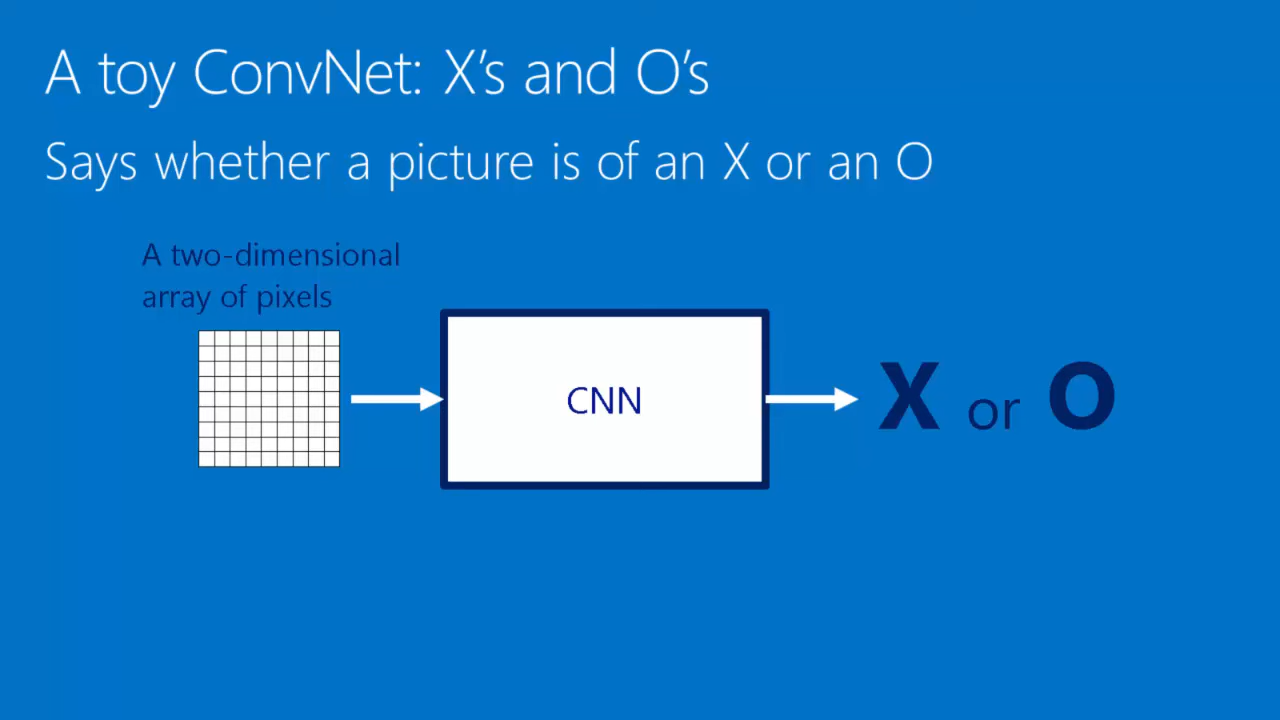 A toy ConvNet: X’s and O’s
Says whether a picture is of an X or an O
A two-dimensional
array of pixels
CNN
X or O